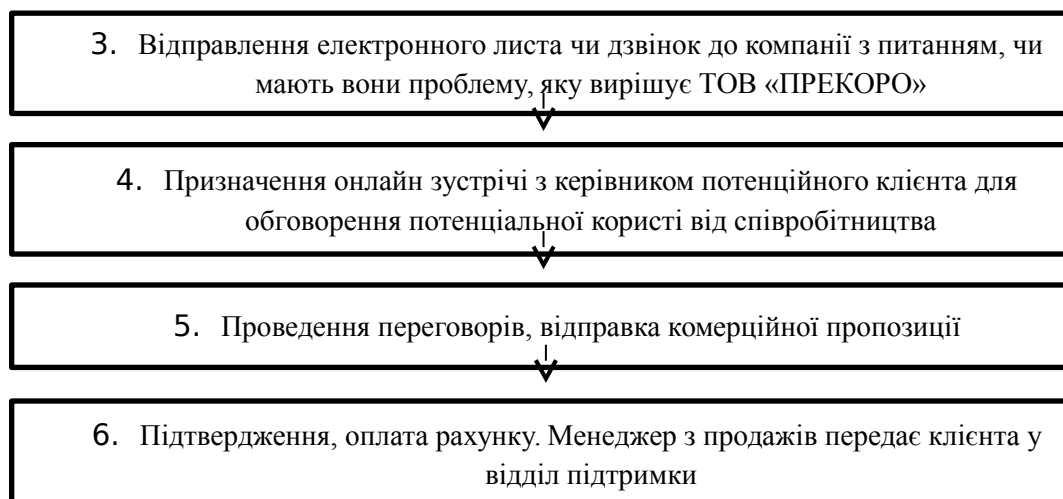 3. Відправлення електронного листа чи дзвінок до компанії з питанням, чи
мають вони проблему, яку вирішує ТОВ «ПРЕКОРО»
4. Призначення онлайн зустрічі з керівником потенційного клієнта для
обговорення потенціальної користі від співробітництва
5. Проведення переговорів, відправка комерційної пропозиції
6. Підтвердження, оплата рахунку. Менеджер з продажів передає клієнта у
відділ підтримки